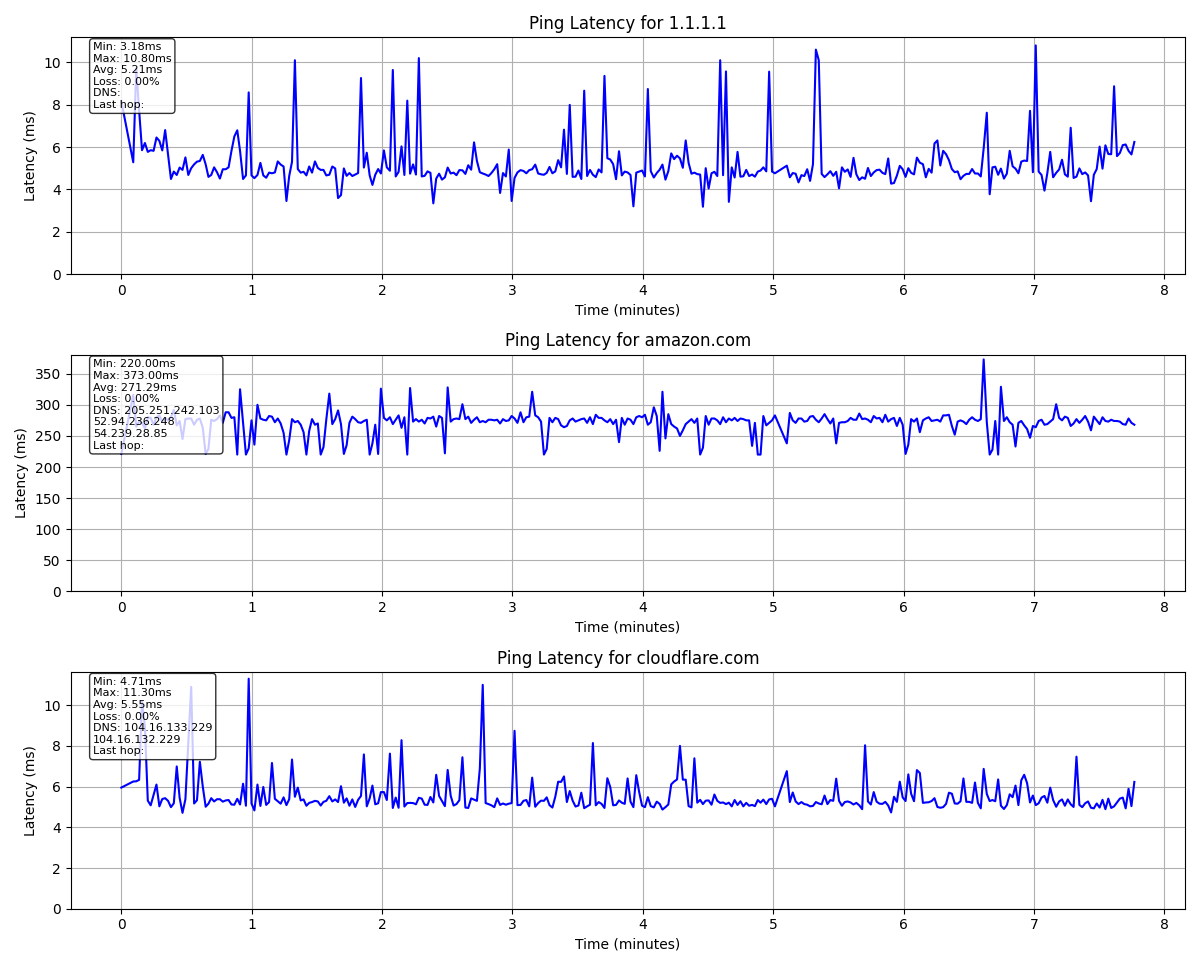 Ping Latency for 1.1.1.1
Min: 3.18ms
Max: 10.80ms
Avg: 5.21ms
Loss: 0.00%
DNS:
Last hop:
Latency (ms)
10
8
6
4
2
0
0 1 2 3 4 5 6 7 8
Time (minutes)
Ping Latency for amazon.com
Min: 220.00ms
Max: 373.00ms
Avg: 271.29ms
Loss: 0.00%
DNS: 205.251.242.103
52.94.236.248
54.239.28.85
Last hop:
Latency (ms)
350
300
250
200
150
100
50
0
0 1 2 3 4 5 6 7 8
Time (minutes)
Ping Latency for cloudflare.com
Min: 4.71ms
Max: 11.30ms
Avg: 5.55ms
Loss: 0.00%
DNS: 104.16.133.229
104.16.132.229
Last hop:
Latency (ms)
10
8
6
4
2
0
0 1 2 3 4 5 6 7 8
Time (minutes)